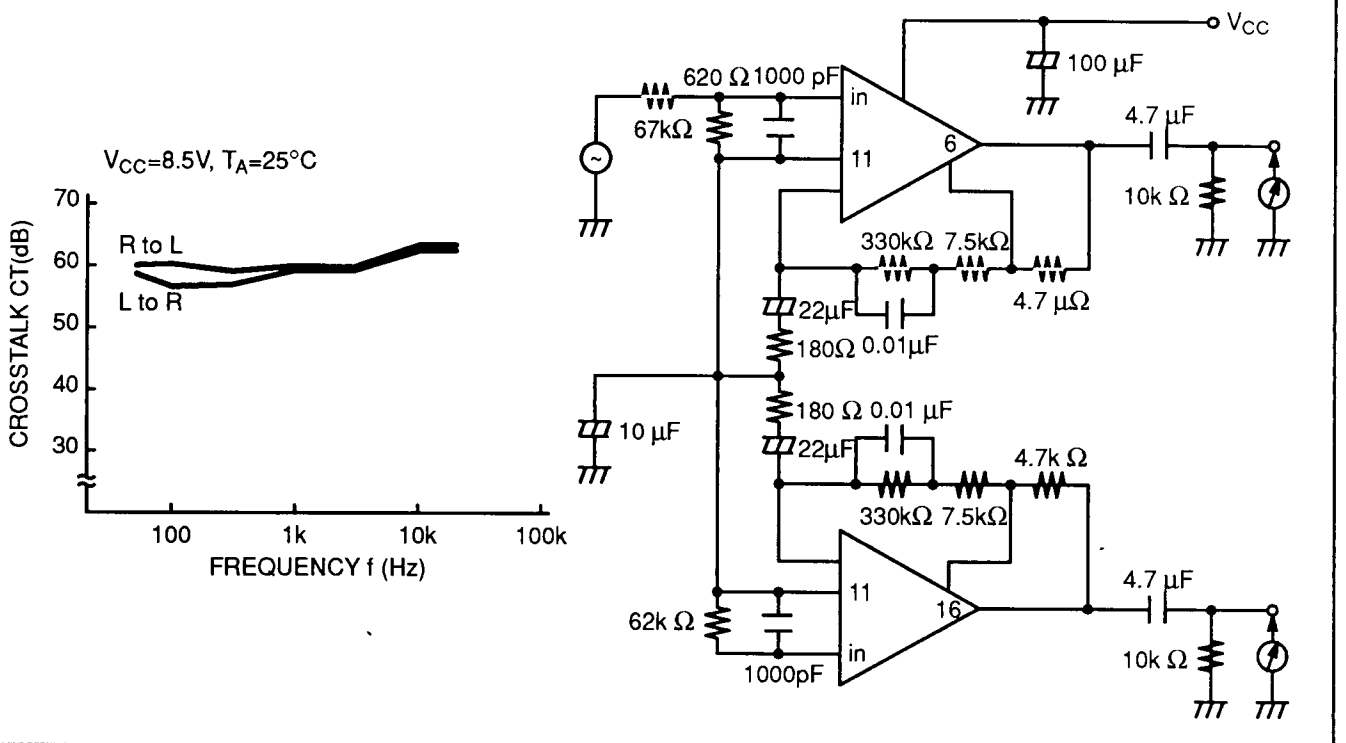 V_CC=8.5V, T_A=25°C
CROSSTALK CT(dB)
70
60
50
40
30
R to L
L to R
100
1k
10k
100k
FREQUENCY f (Hz)
V_CC
100 μF
620 Ω 1000 pF
67kΩ
in
11
6
4.7 μF
10k Ω
330kΩ 7.5kΩ
4.7 μΩ
22μF
0.01μF
180Ω
~
10 μF
180 Ω 0.01 μF
22μF
4.7k Ω
330kΩ 7.5kΩ
11
16
in
62k Ω
1000pF
4.7 μF
10k Ω